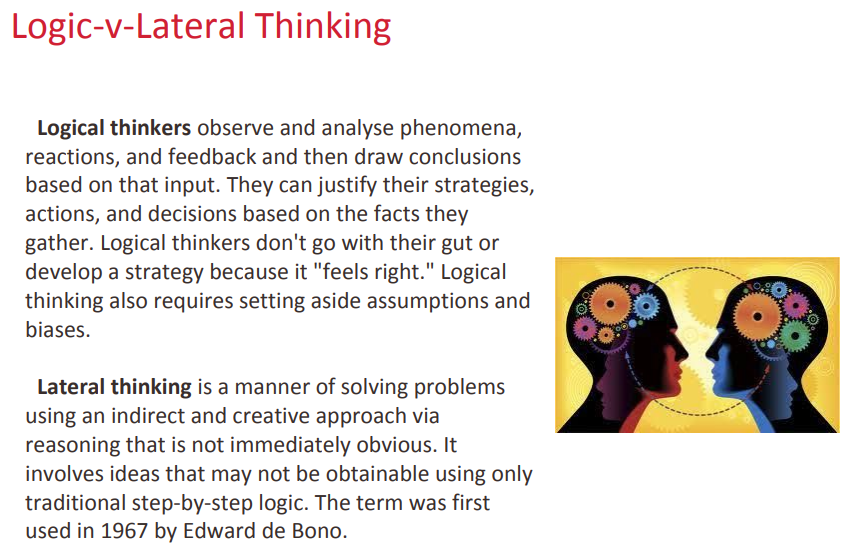 Logic-v-Lateral Thinking
Logical thinkers observe and analyse phenomena,
reactions, and feedback and then draw conclusions
based on that input. They can justify their strategies,
actions, and decisions based on the facts they
gather. Logical thinkers don't go with their gut or
develop a strategy because it "feels right." Logical
thinking also requires setting aside assumptions and
biases.
Lateral thinking is a manner of solving problems
using an indirect and creative approach via
reasoning that is not immediately obvious. It
involves ideas that may not be obtainable using only
traditional step-by-step logic. The term was first
used in 1967 by Edward de Bono.